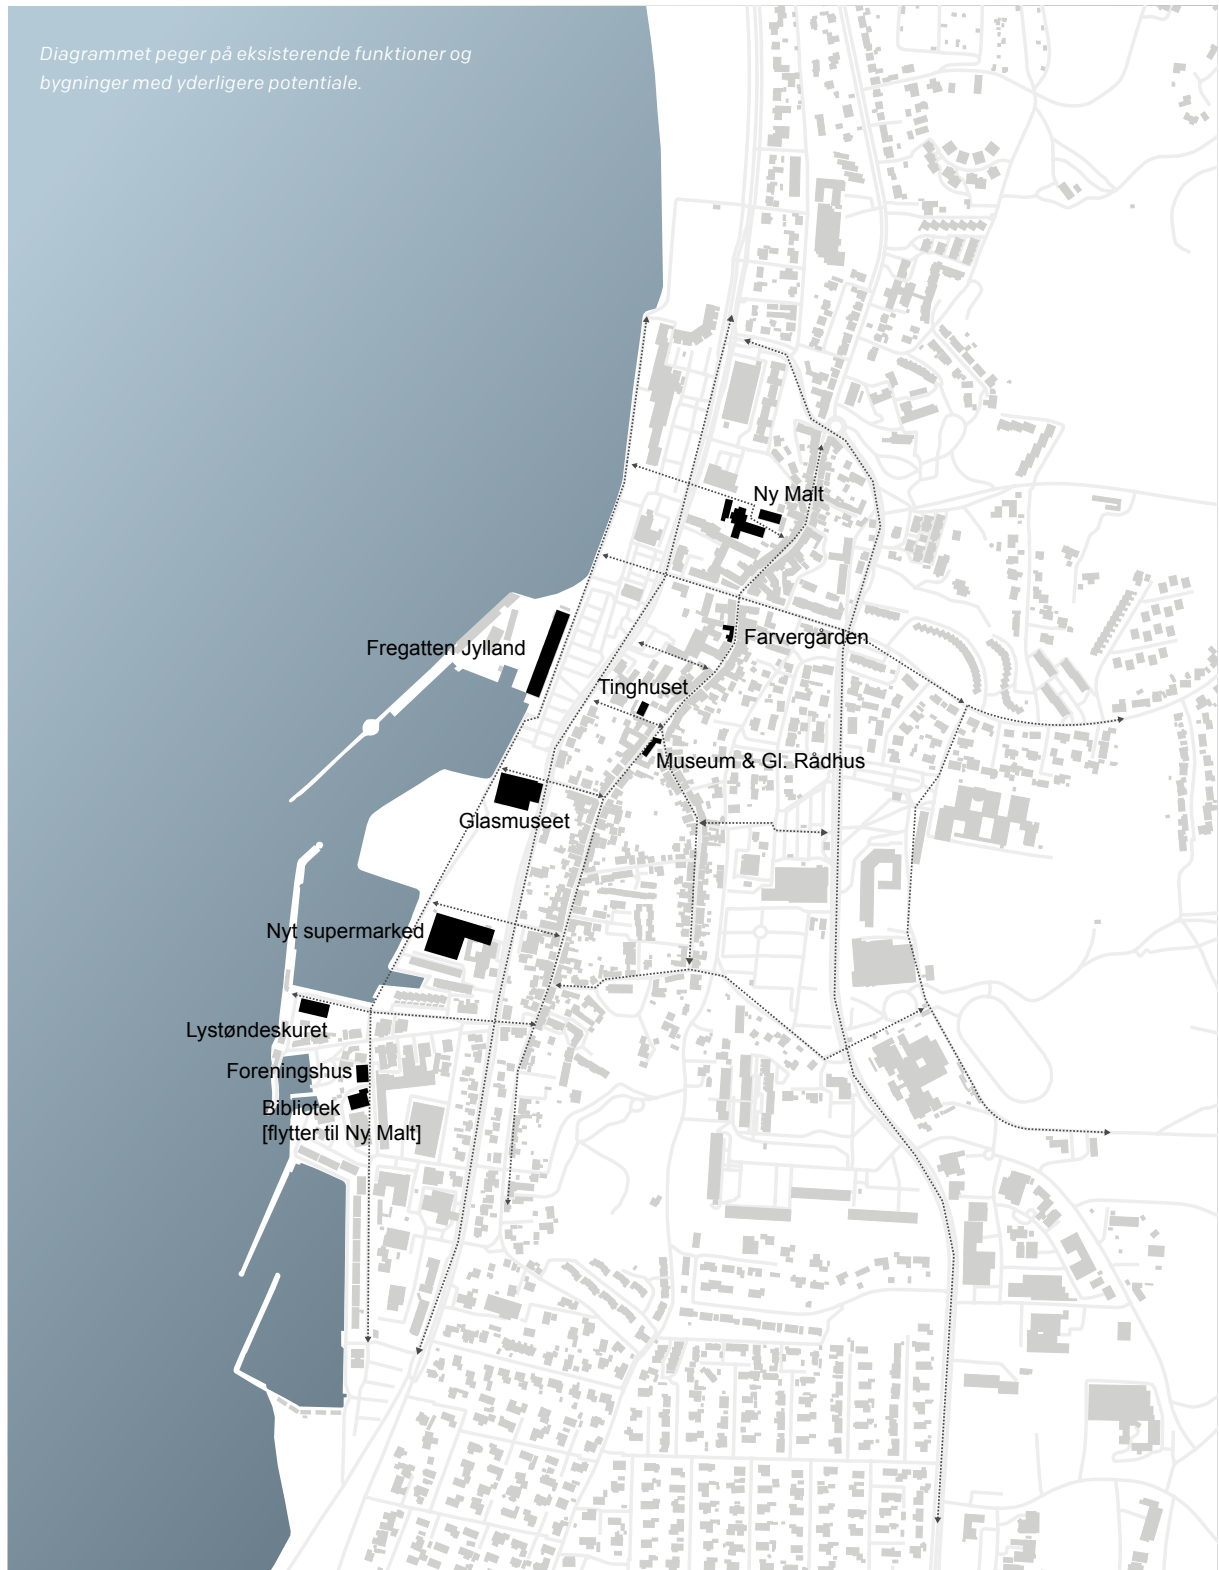 Diagrammet peger på eksisterende funktioner og
bygninger med yderligere potentiale.
Ny Malt
Farvergården
Fregatten Jylland
Tinghuset
Museum & Gl. Rådhus
Glasmuseet
Nyt supermarked
Lystøndeskuret
Foreningshus
Bibliotek
[flytter til Ny Malt]